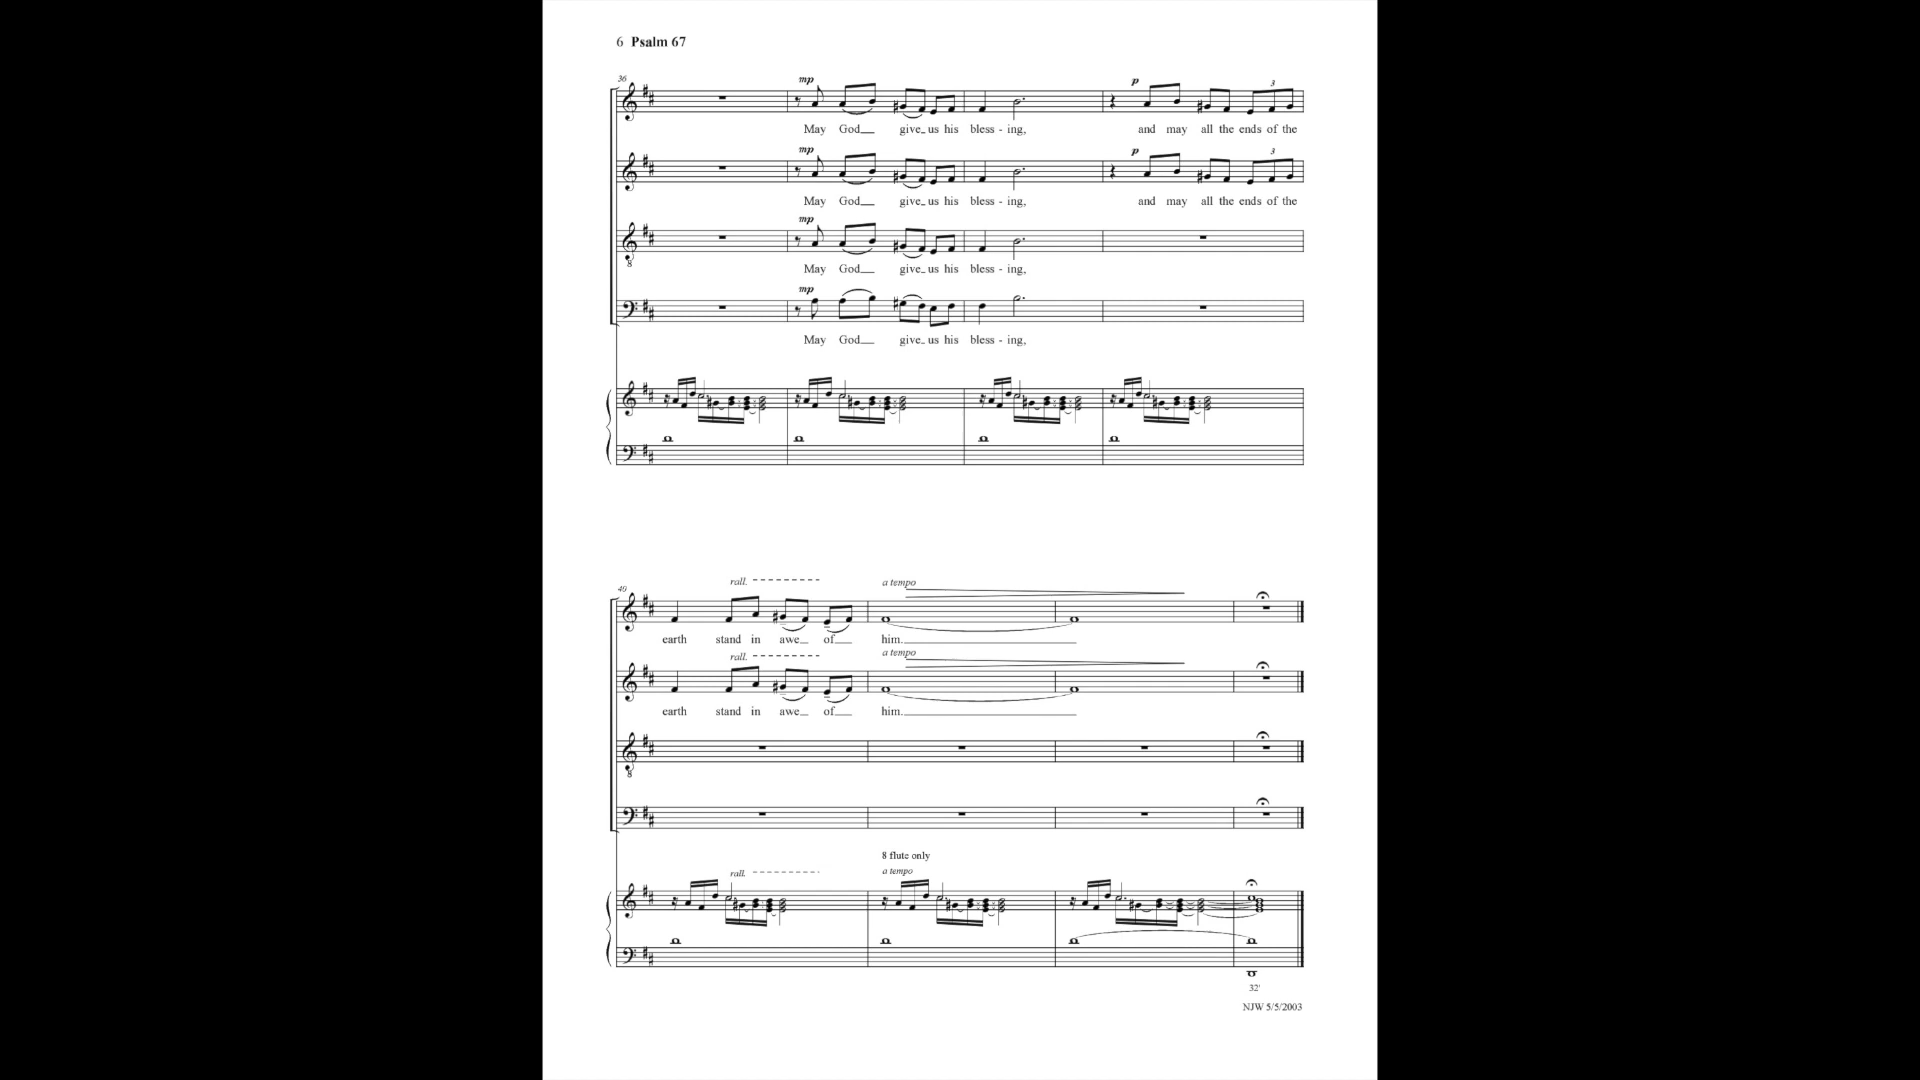 6 Psalm 67
36
mp p 3
May God give us his bless - ing, and may all the ends of the
mp p 3
May God give us his bless - ing, and may all the ends of the
mp
8
May God give us his bless - ing,
mp
May God give us his bless - ing,
rall. a tempo
40
earth stand in awe of him.
rall. a tempo
earth stand in awe of him.
8
8 flute only
rall. a tempo
32'
NJW 5/5/2003